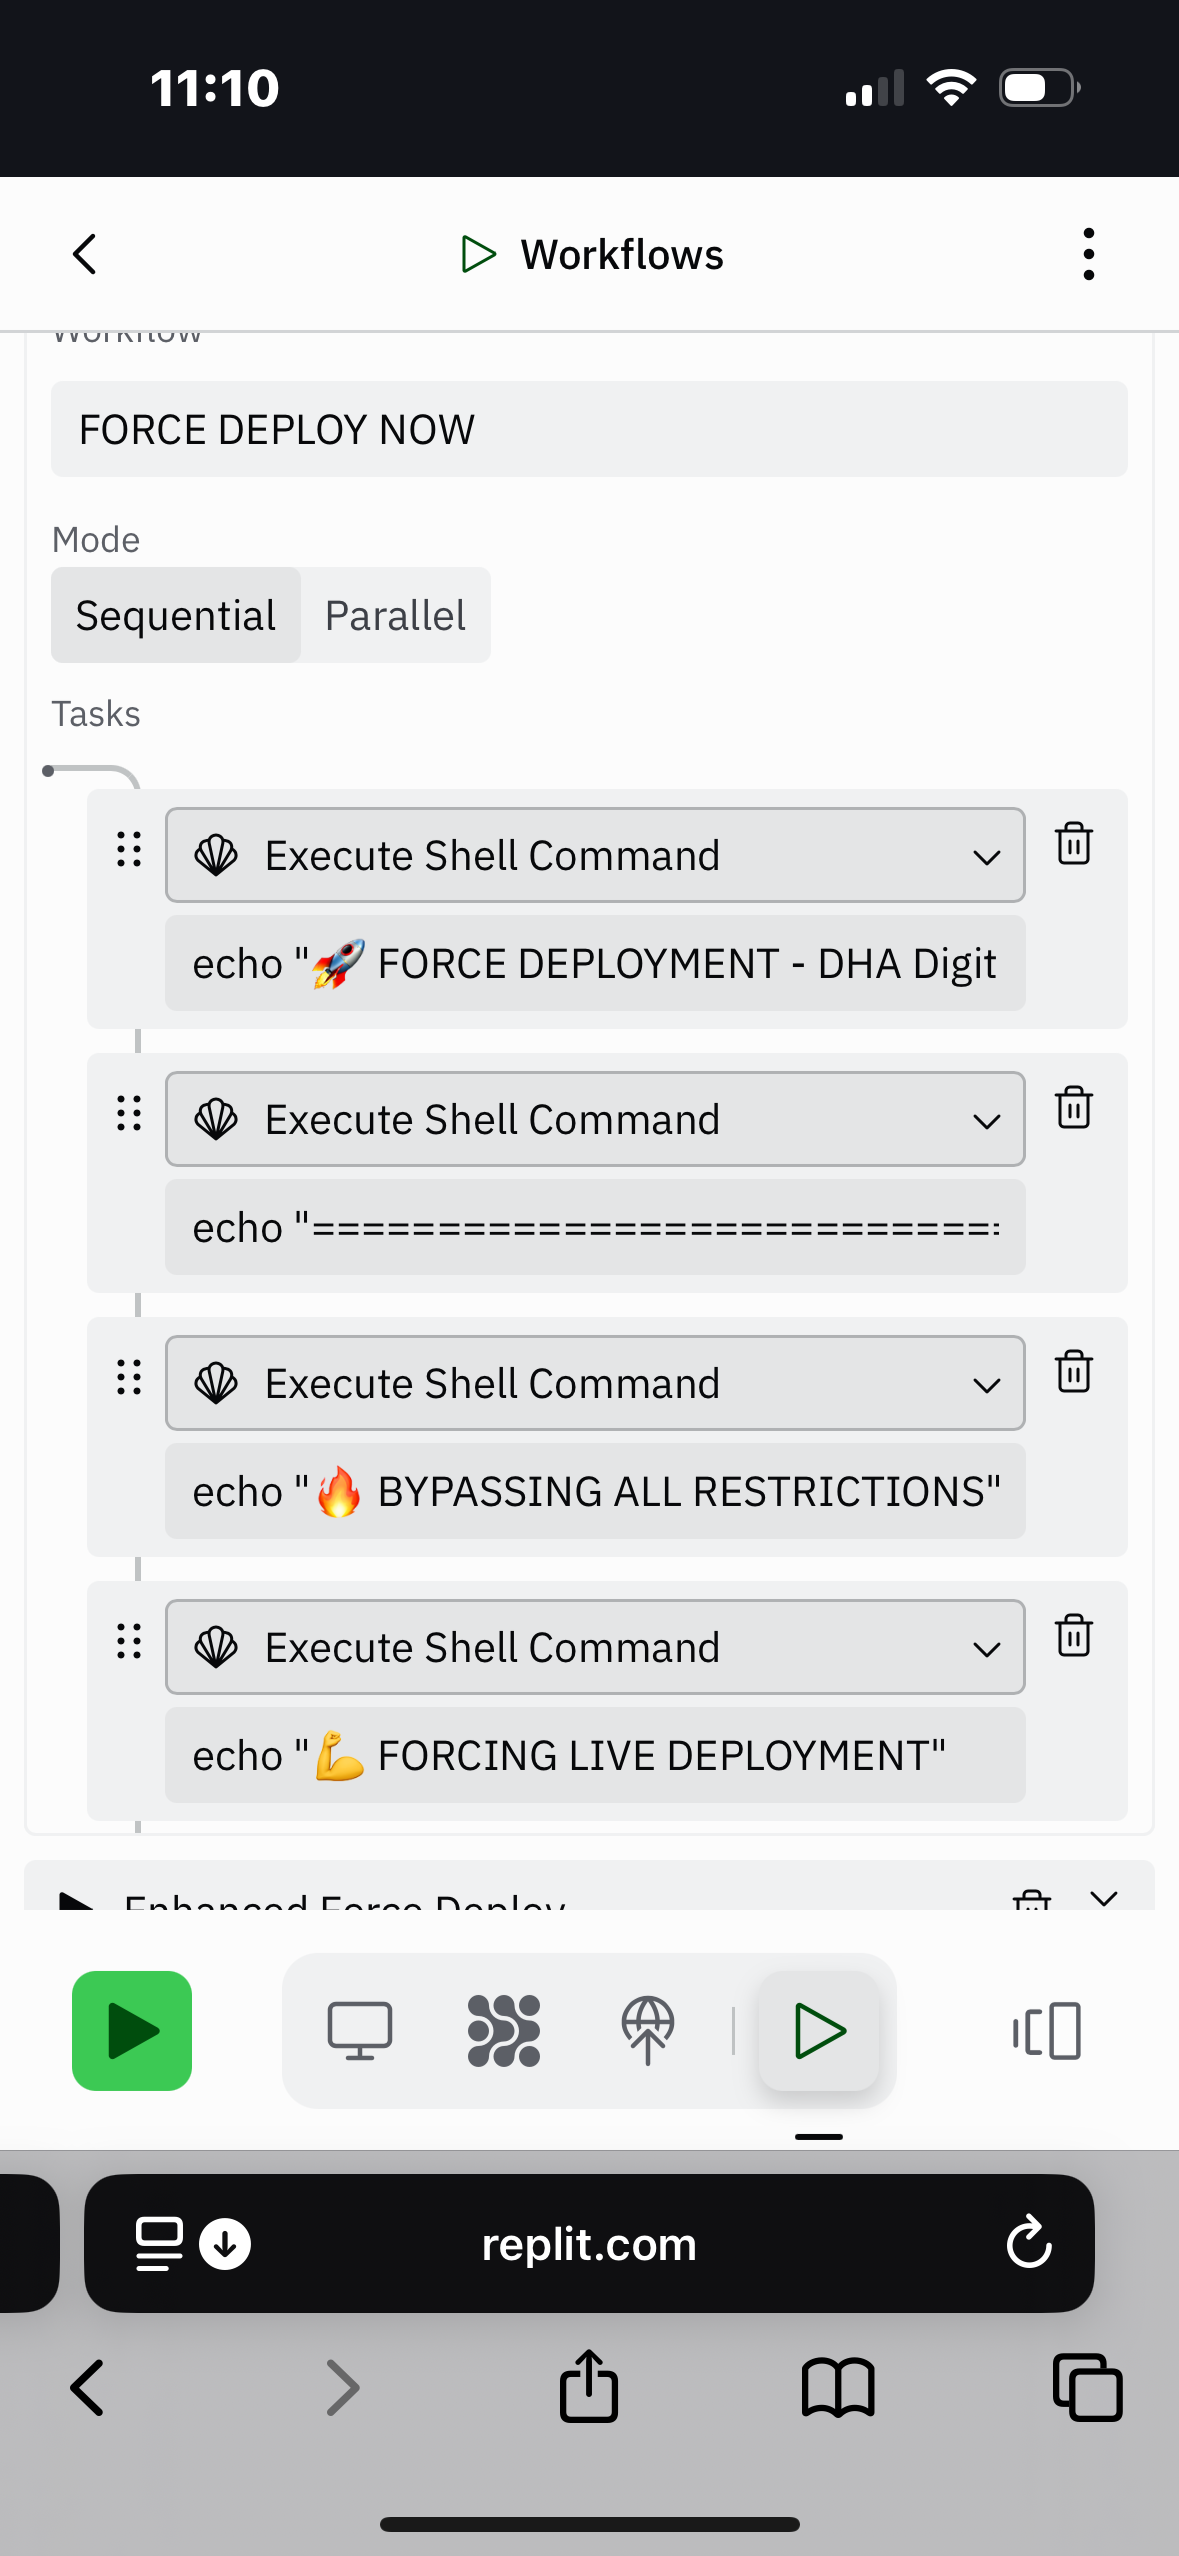 11:10
Workflows
Workflow
FORCE DEPLOY NOW
Mode
Sequential Parallel
Tasks
Execute Shell Command
echo "🚀 FORCE DEPLOYMENT - DHA Digit
Execute Shell Command
echo "============================
Execute Shell Command
echo "🔥 BYPASSING ALL RESTRICTIONS"
Execute Shell Command
echo "💪 FORCING LIVE DEPLOYMENT"
Enhanced Force Deploy
replit.com